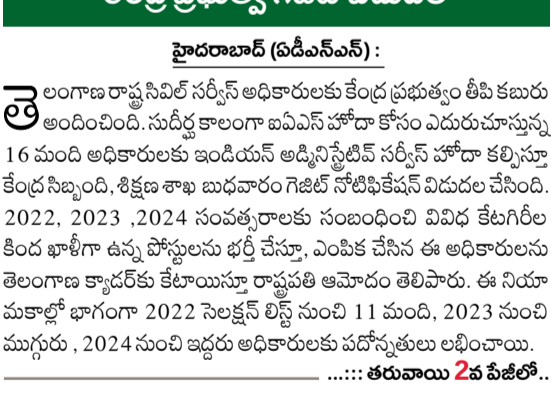 హైదరాబాద్ (ఏడీఎన్ఎన్) :
తెలంగాణ రాష్ట్ర సివిల్ సర్వీస్ అధికారులకు కేంద్ర ప్రభుత్వం తీపి కబురు
అందించింది. సుదీర్ఘ కాలంగా ఐఏఎస్ హోదా కోసం ఎదురుచూస్తున్న
16 మంది అధికారులకు ఇండియన్ అడ్మినిస్ట్రేటివ్ సర్వీస్ హోదా కల్పిస్తూ
కేంద్ర సిబ్బంది, శిక్షణ శాఖ బుధవారం గెజిట్ నోటిఫికేషన్ విడుదల చేసింది.
2022, 2023 ,2024 సంవత్సరాలకు సంబంధించి వివిధ కేటగిరీల
కింద ఖాళీగా ఉన్న పోస్టులను భర్తీ చేస్తూ, ఎంపిక చేసిన ఈ అధికారులను
తెలంగాణ క్యాడర్‌కు కేటాయిస్తూ రాష్ట్రపతి ఆమోదం తెలిపారు. ఈ నియా
మకాల్లో భాగంగా 2022 సెలక్షన్ లిస్ట్ నుంచి 11 మంది, 2023 నుంచి
ముగ్గురు , 2024 నుంచి ఇద్దరు అధికారులకు పదోన్నతులు లభించాయి.
...::: తరువాయి 2వ పేజీలో..